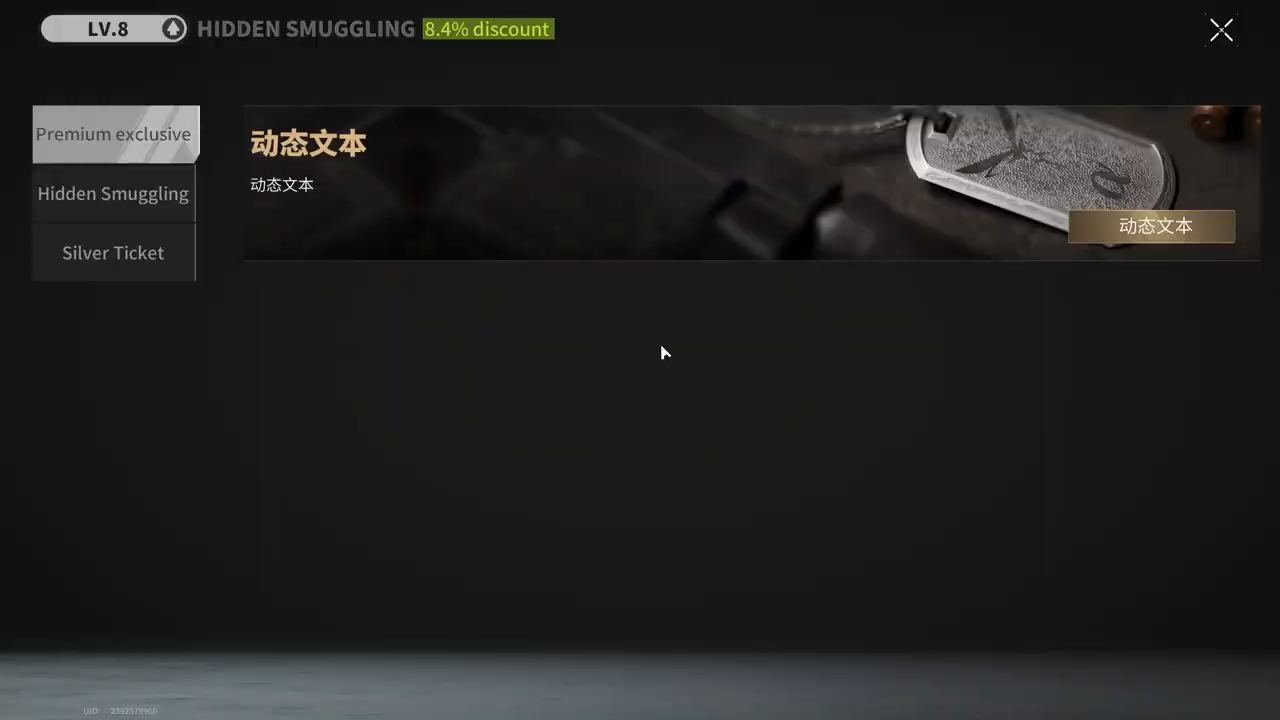 LV.8
HIDDEN SMUGGLING 8.4% discount
Premium exclusive
Hidden Smuggling
Silver Ticket
动态文本
动态文本
动态文本